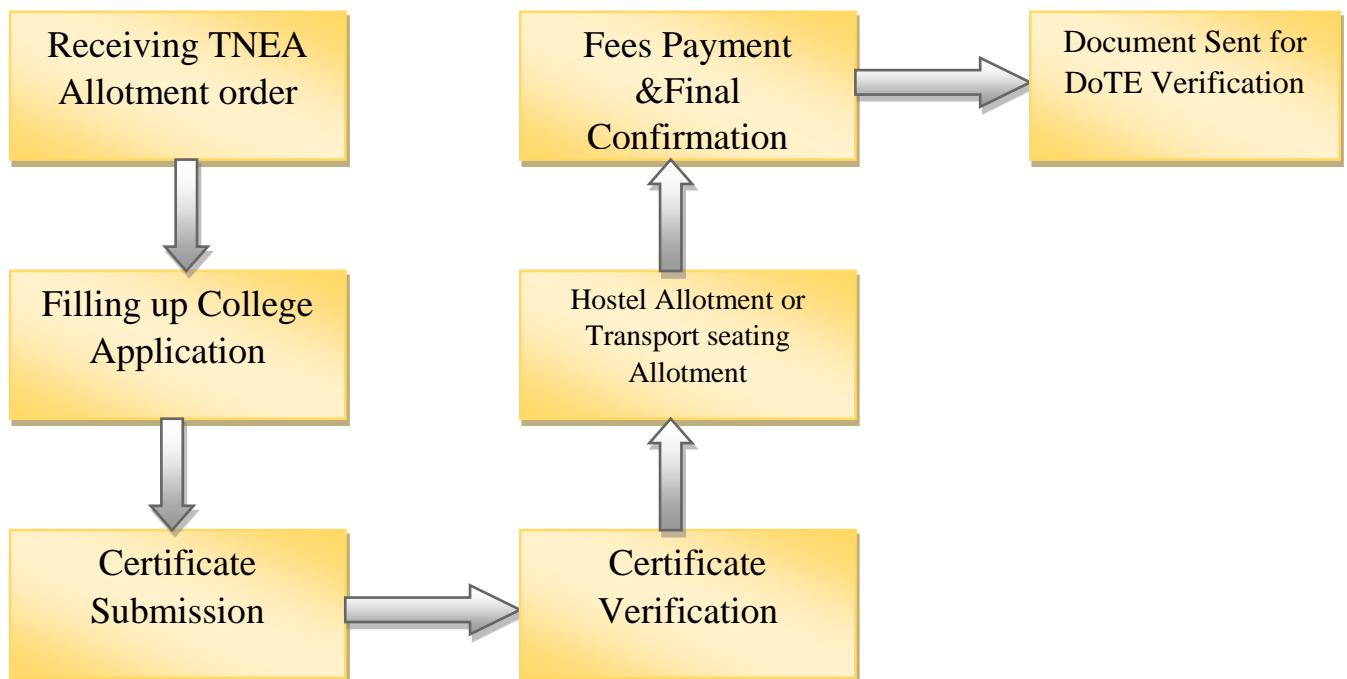 Receiving TNEA
Allotment order
Filling up College
Application
Certificate
Submission
Certificate
Verification
Hostel Allotment or
Transport seating
Allotment
Fees Payment
&Final
Confirmation
Document Sent for
DoTE Verification